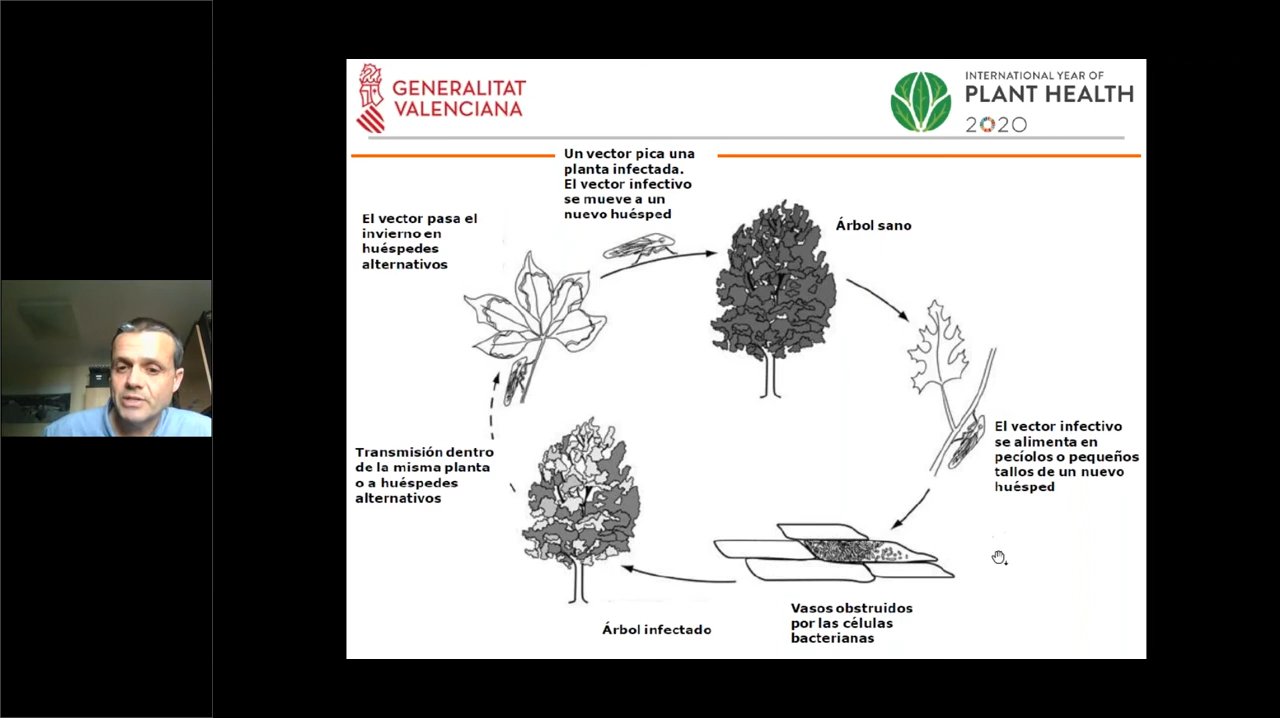 GENERALITAT
VALENCIANA
INTERNATIONAL YEAR OF
PLANT HEALTH
2020
Un vector pica una
planta infectada.
El vector infectivo
se mueve a un
nuevo huésped
El vector pasa el
invierno en
huéspedes
alternativos
Árbol sano
El vector infectivo
se alimenta en
pecíolos o pequeños
tallos de un nuevo
huésped
Transmisión dentro
de la misma planta
o a huéspedes
alternativos
Vasos obstruidos
por las células
bacterianas
Árbol infectado